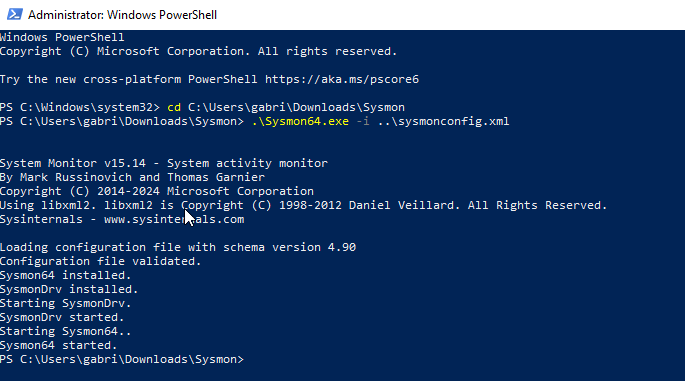 Administrator: Windows PowerShell
Windows PowerShell
Copyright (C) Microsoft Corporation. All rights reserved.
Try the new cross-platform PowerShell https://aka.ms/pscore6
PS C:\Windows\system32> cd C:\Users\gabri\Downloads\Sysmon
PS C:\Users\gabri\Downloads\Sysmon> .\Sysmon64.exe -i ..\sysmonconfig.xml
System Monitor v15.14 - System activity monitor
By Mark Russinovich and Thomas Garnier
Copyright (C) 2014-2024 Microsoft Corporation
Using libxml2. libxml2 is Copyright (C) 1998-2012 Daniel Veillard. All Rights Reserved.
Sysinternals - www.sysinternals.com
Loading configuration file with schema version 4.90
Configuration file validated.
Sysmon64 installed.
SysmonDrv installed.
Starting SysmonDrv.
SysmonDrv started.
Starting Sysmon64..
Sysmon64 started.
PS C:\Users\gabri\Downloads\Sysmon>